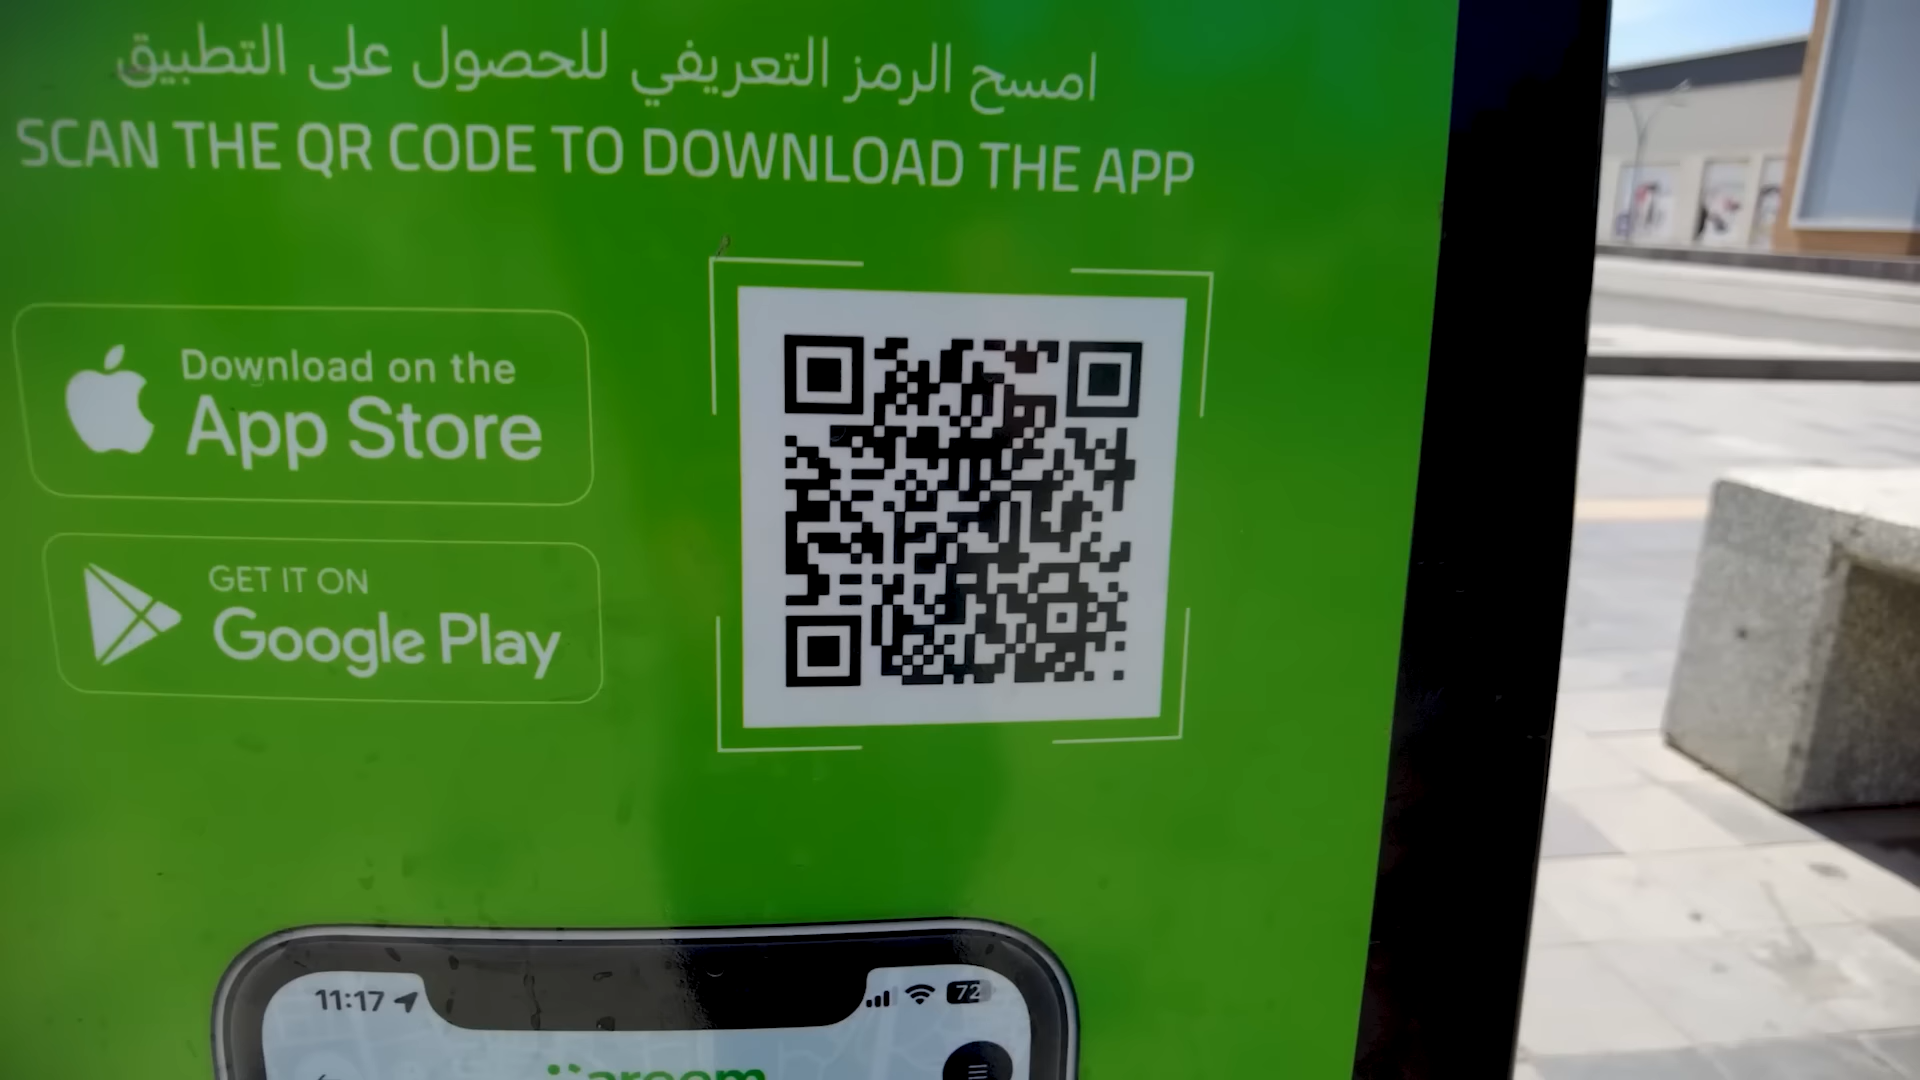 امسح الرمز التعريفي للحصول على التطبيق
SCAN THE QR CODE TO DOWNLOAD THE APP
Download on the
App Store
GET IT ON
Google Play
11:17
72